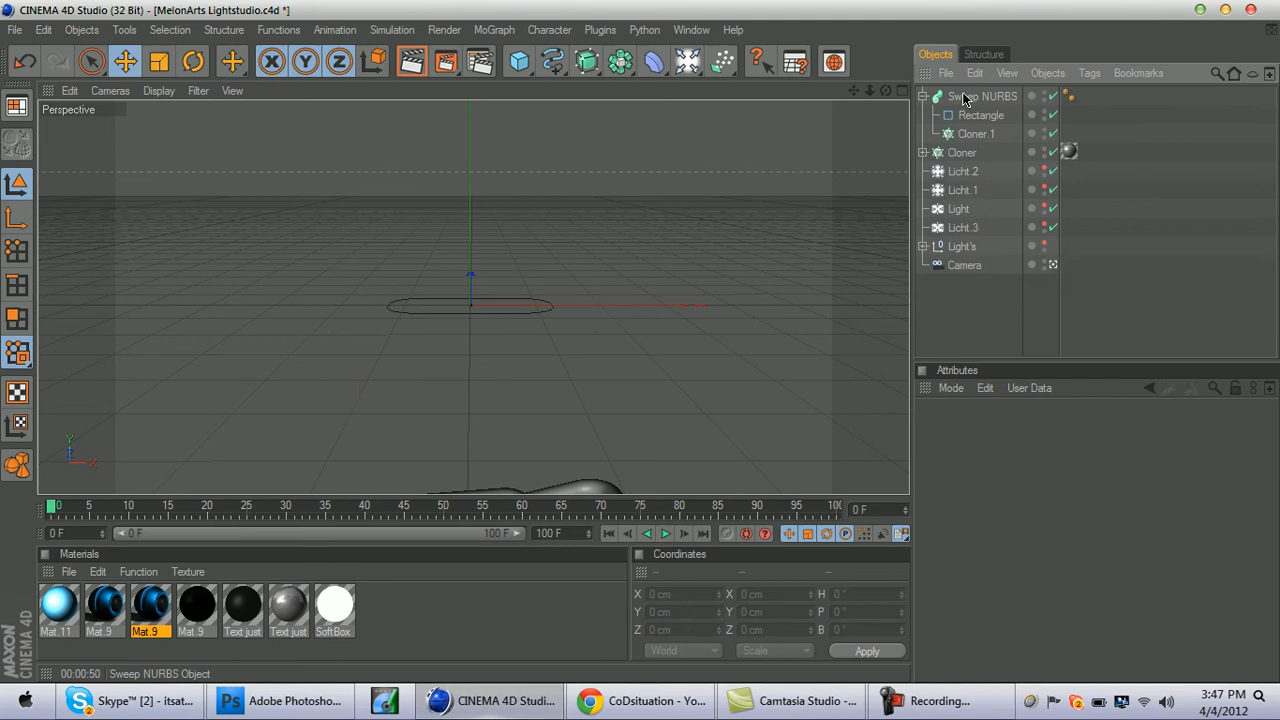 CINEMA 4D Studio (32 Bit) - [MelonArts Lightstudio.c4d *]
File Edit Objects Tools Selection Structure Functions Animation Simulation Render MoGraph Character Plugins Python Window Help
Objects Structure
File Edit View Objects Tags Bookmarks
Edit Cameras Display Filter View
Perspective
Sweep NURBS
Rectangle
Cloner.1
Cloner
Licht.2
Licht.1
Light
Licht.3
Light's
Camera
Attributes
Mode Edit User Data
X Y Z
Y
X
0 5 10 15 20 25 30 35 40 45 50 55 60 65 70 75 80 85 90 95 100 0 F
0 F 0 F 100 F 100 F
Materials
File Edit Function Texture
Mat.11 Mat.9 Mat.9 Mat.9 Text just Text just SoftBox
Coordinates
-- -- --
X 0 cm X 0 cm H 0 °
Y 0 cm Y 0 cm P 0 °
Z 0 cm Z 0 cm B 0 °
World Scale Apply
MAXON CINEMA 4D
00:00:50 Sweep NURBS Object
Skype™ [2] - itsat... Adobe Photosho... CINEMA 4D Studi... CoDsituation - Yo... Camtasia Studio - ... Recording... 3:47 PM
4/4/2012